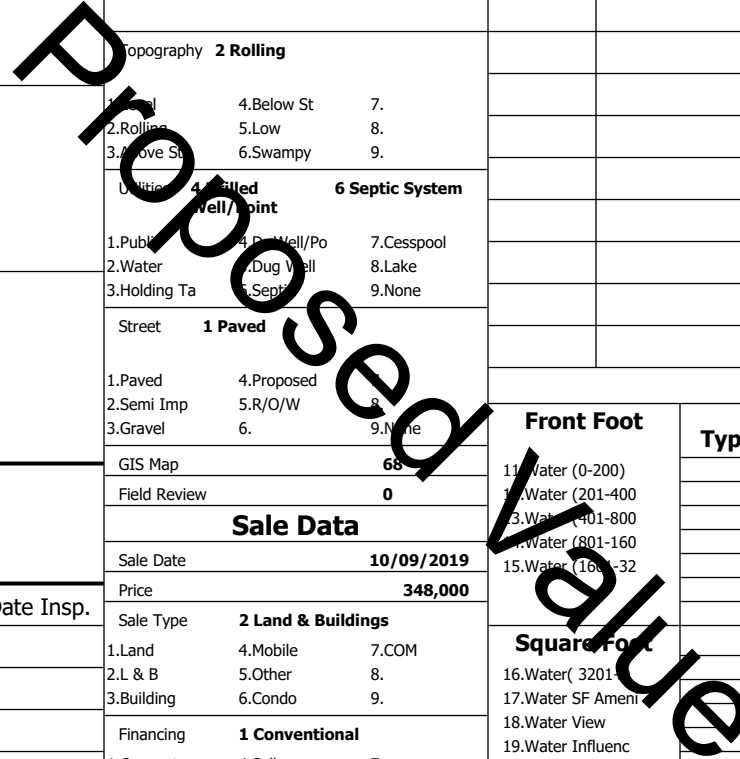 Topography 2 Rolling
1.Level 4.Below St 7.
2.Rolling 5.Low 8.
3.Above St 6.Swampy 9.
Utilities 4 Drilled 6 Septic System
Well/Point
1.Public 4.Dr Well/Po 7.Cesspool
2.Water 5.Dug Well 8.Lake
3.Holding Ta 6.Septic 9.None
Street 1 Paved
1.Paved 4.Proposed 7.
2.Semi Imp 5.R/O/W 8.
3.Gravel 6. 9.None
GIS Map 68
Field Review 0
Sale Data
Sale Date 10/09/2019
Price 348,000
Sale Type 2 Land & Buildings
1.Land 4.Mobile 7.COM
2.L & B 5.Other 8.
3.Building 6.Condo 9.
Financing 1 Conventional
Date Insp.
Front Foot
11.Water (0-200)
12.Water (201-400
13.Water (401-800
14.Water (801-160
15.Water (1601-32
Square Foot
16.Water( 3201-
17.Water SF Ameni
18.Water View
19.Water Influenc
Typ
Proposed Value